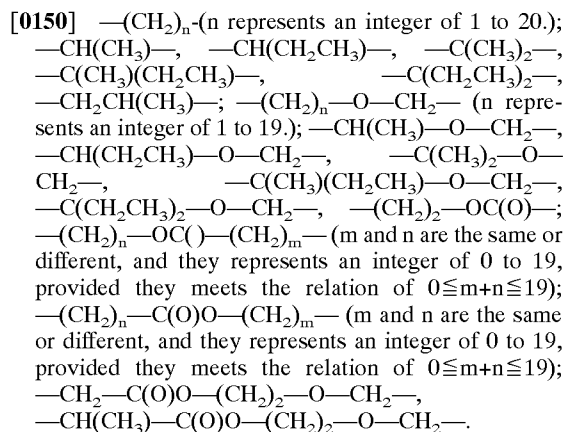 [0150] —(CH₂)ₙ-(n represents an integer of 1 to 20.);
—CH(CH₃)—, —CH(CH₂CH₃)—, —C(CH₃)₂—,
—C(CH₃)(CH₂CH₃)—, —C(CH₂CH₃)₂—,
—CH₂CH(CH₃)—; —(CH₂)ₙ—O—CH₂— (n repre-
sents an integer of 1 to 19.); —CH(CH₃)—O—CH₂—,
—CH(CH₂CH₃)—O—CH₂—, —C(CH₃)₂—O—
CH₂—, —C(CH₃)(CH₂CH₃)—O—CH₂—,
—C(CH₂CH₃)₂—O—CH₂—, —(CH₂)₂—OC(O)—;
—(CH₂)ₙ—OC( )—(CH₂)ₘ— (m and n are the same or
different, and they represents an integer of 0 to 19,
provided they meets the relation of 0≦m+n≦19);
—(CH₂)ₙ—C(O)O—(CH₂)ₘ— (m and n are the same
or different, and they represents an integer of 0 to 19,
provided they meets the relation of 0≦m+n≦19);
—CH₂—C(O)O—(CH₂)₂—O—CH₂—,
—CH(CH₃)—C(O)O—(CH₂)₂—O—CH₂—.